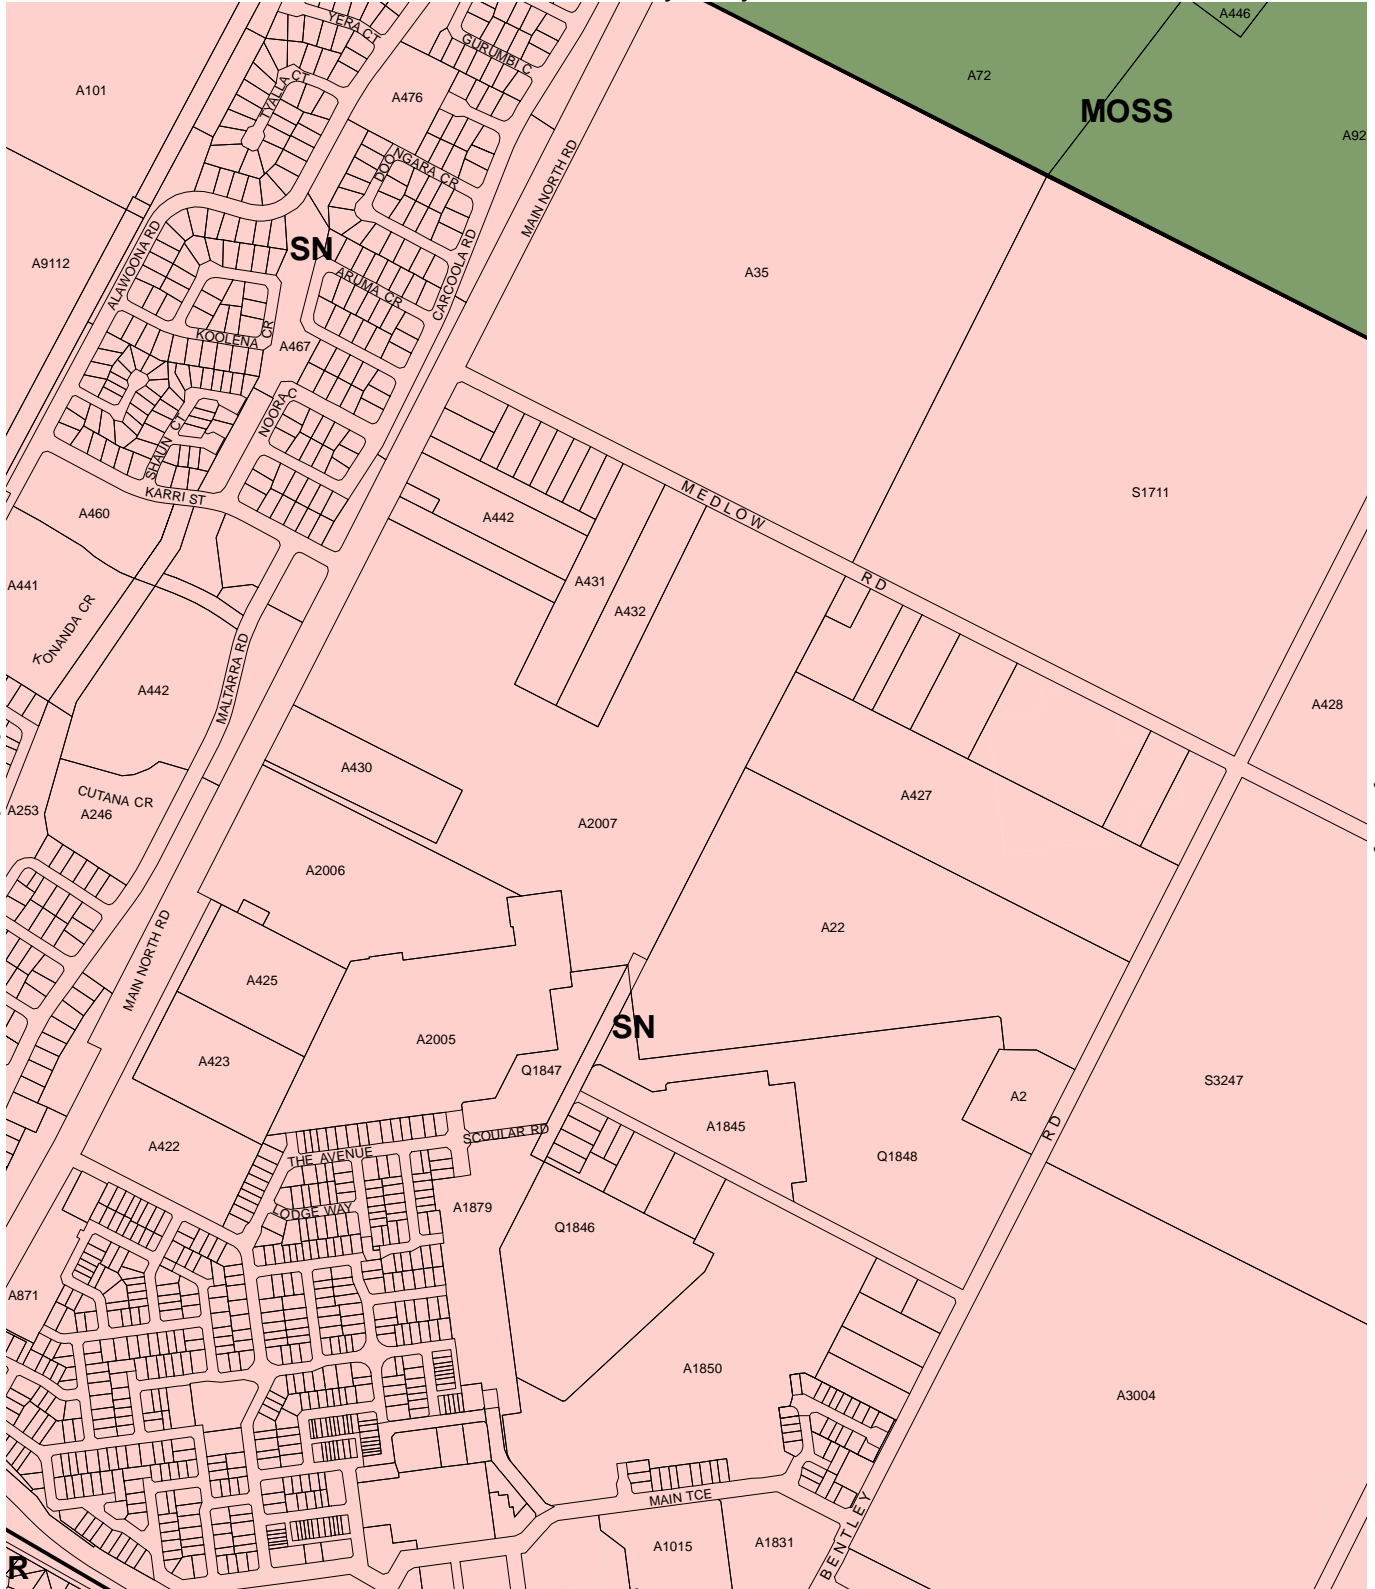 A446
YERA CT
GURUMBI C
A72
A101
TYALLA CT
A476
MOSS
A92
DOO
NGARA CR
MAIN NORTH RD
SN
ALAWOONA RD
A9112
ARUMA CR
CARCOOLA RD
A35
KOOLENA CR
A467
NOORA C
SHAUN CT
KARRI ST
A460
A442
MEDLOW
RD
S1711
A441
KONANDA CR
A431
A432
A442
MALTARRA RD
A428
A430
CUTANA CR
A253
A246
A2007
A427
A2006
MAIN NORTH RD
A22
A425
SN
A2005
A423
Q1847
S3247
A2
RD
A422
THE AVENUE
SCOULAR RD
A1845
Q1848
LODGE WAY
A1879
Q1846
A871
A1850
A3004
MAIN TCE
BENTLEY
A1015
A1831
R